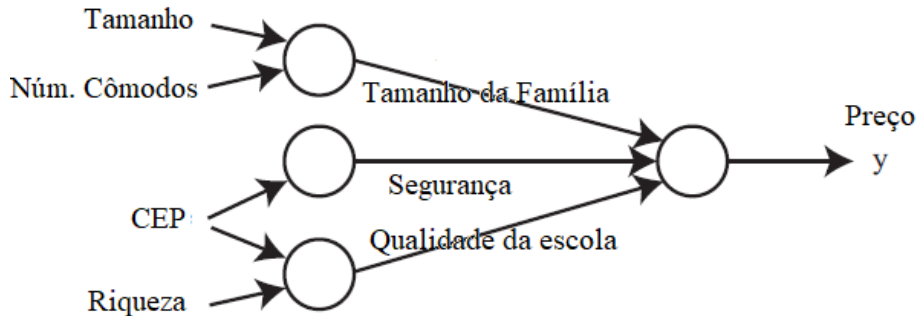 Tamanho
Núm. Cômodos
Tamanho da Família
Preço
y
Segurança
CEP
Qualidade da escola
Riqueza